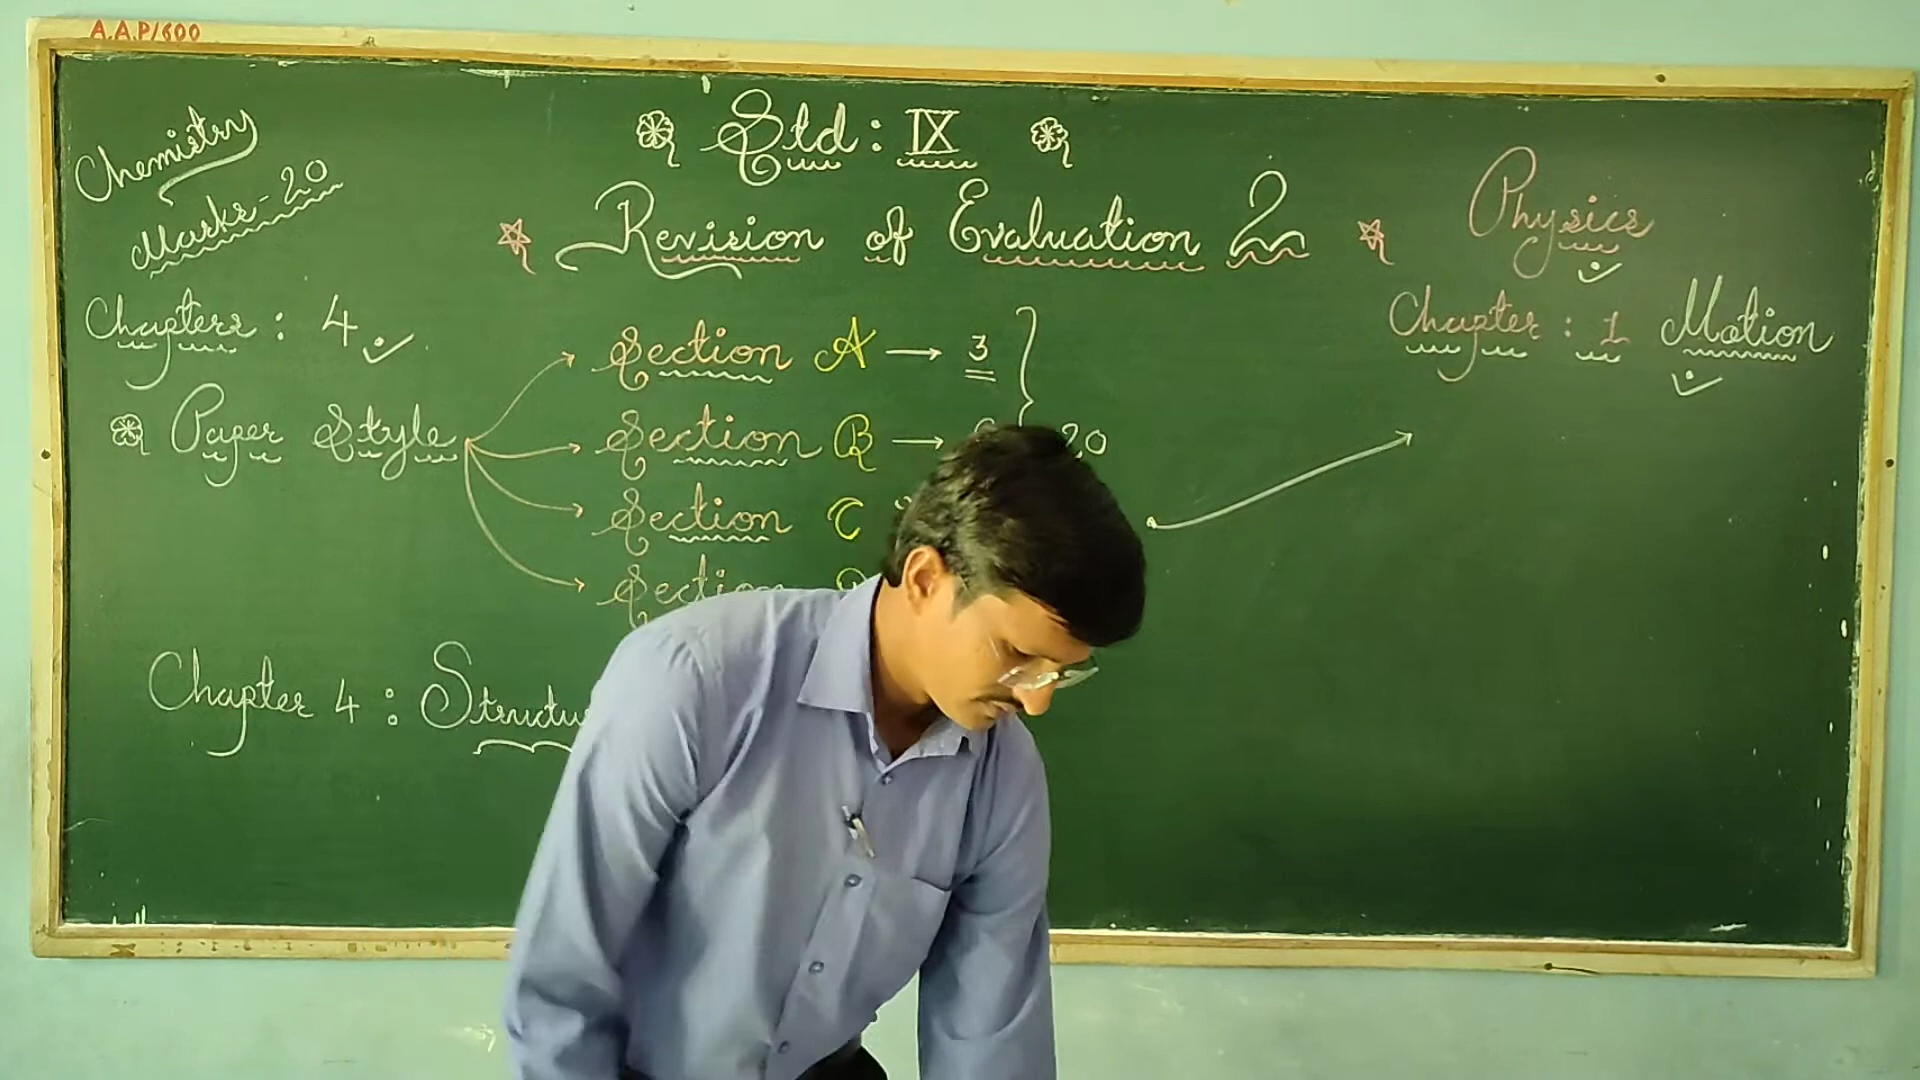 A.A.P/600
Std : IX
Chemistry
Marks - 20
Revision of Evaluation 2
Physics
Chapters : 4
Chapter : 1 Motion
Paper Style
Section A → 3
Section B → 20
Section C
Section
Chapter 4 :